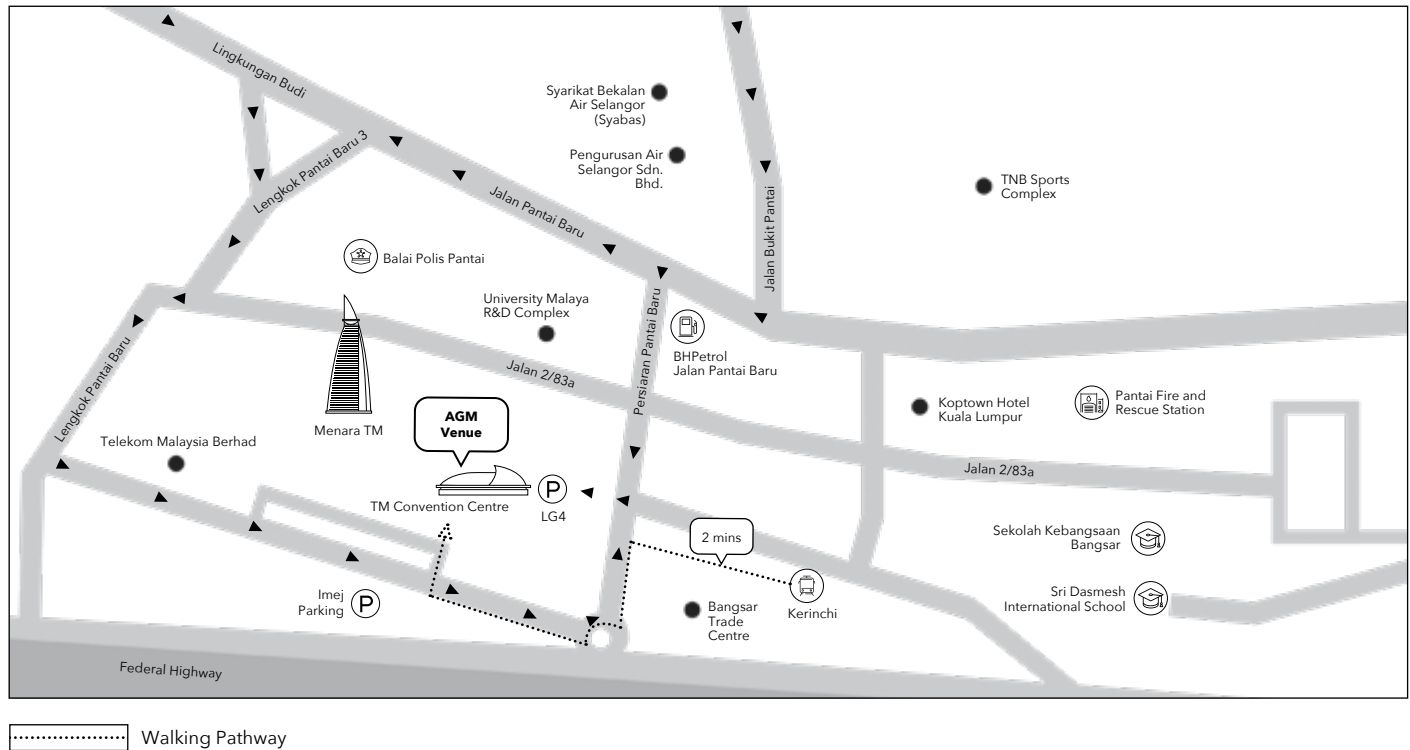 Lingkungan Budi
Syarikat Bekalan
Air Selangor
(Syabas)
Pengurusan Air
Selangor Sdn.
Bhd.
TNB Sports
Complex
Lengkok Pantai Baru 3
Jalan Pantai Baru
Jalan Bukit Pantai
Balai Polis Pantai
University Malaya
R&D Complex
Persiaran Pantai Baru
BHPetrol
Jalan Pantai Baru
Lengkok Pantai Baru
Jalan 2/83a
Koptown Hotel
Kuala Lumpur
Pantai Fire and
Rescue Station
AGM
Venue
Menara TM
Telekom Malaysia Berhad
Jalan 2/83a
TM Convention Centre
P
LG4
2 mins
Sekolah Kebangsaan
Bangsar
Imej
Parking
P
Bangsar
Trade
Centre
Kerinchi
Sri Dasmesh
International School
Federal Highway
Walking Pathway